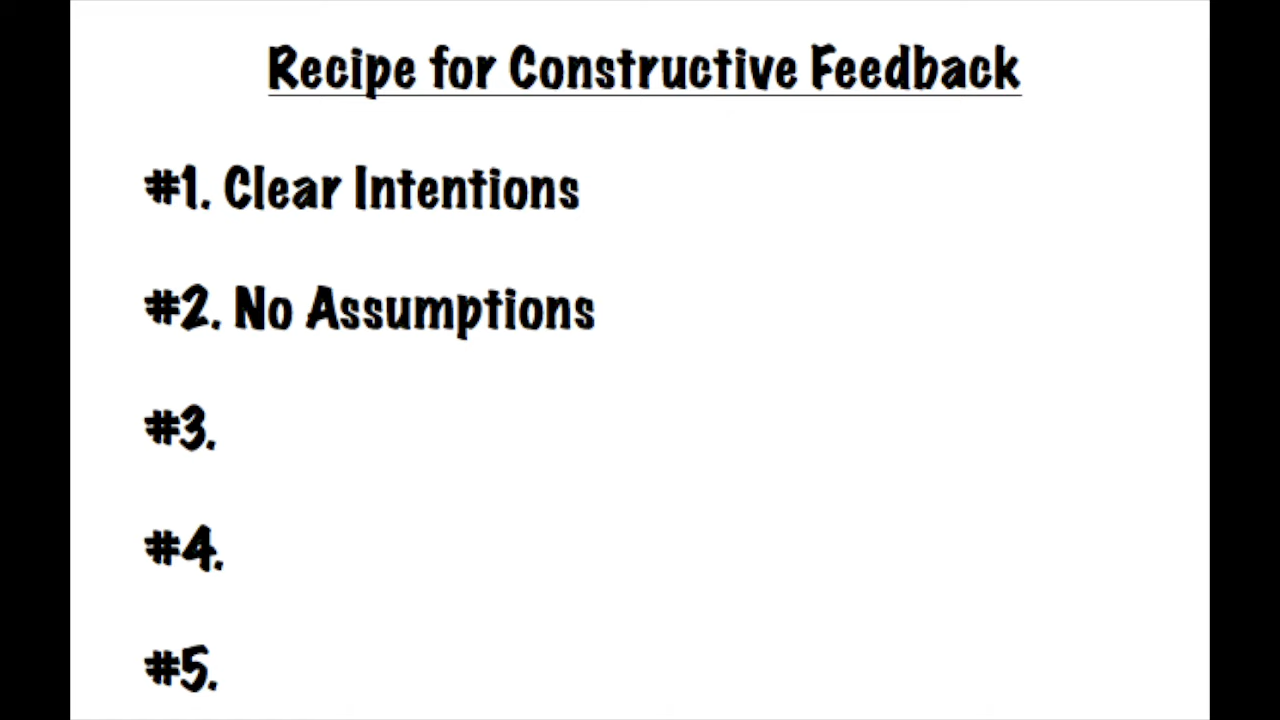 Recipe for Constructive Feedback
#1. Clear Intentions
#2. No Assumptions
#3.
#4.
#5.